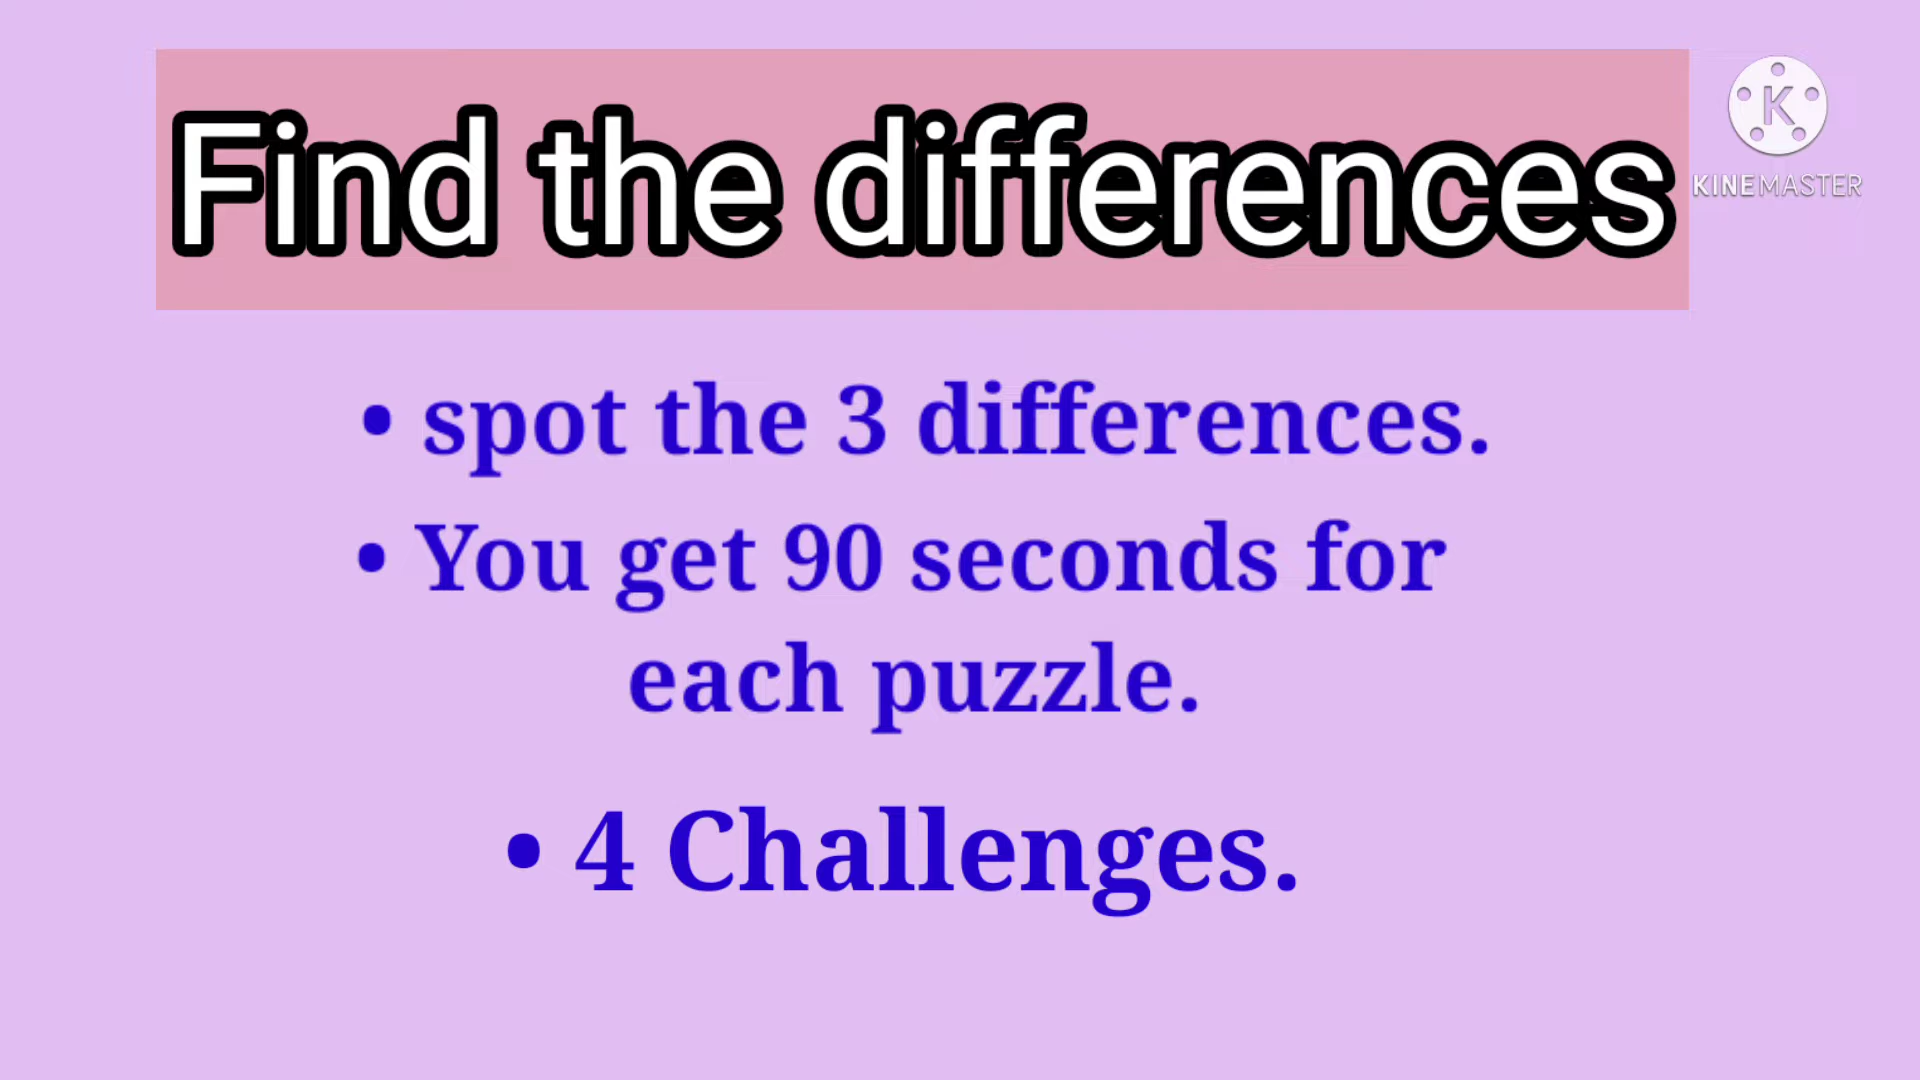 Find the differences
K
KINEMASTER
• spot the 3 differences.
• You get 90 seconds for
each puzzle.
• 4 Challenges.